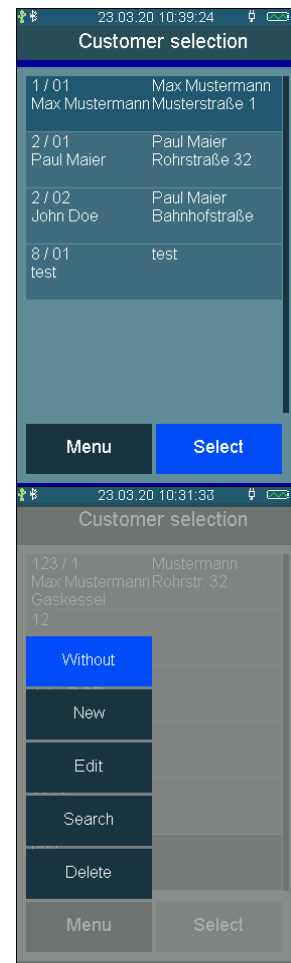 23.03.20 10:39:24
Customer selection
1 / 01 Max Mustermann
Max Mustermann Musterstraße 1
2 / 01 Paul Maier
Paul Maier Rohrstraße 32
2 / 02 Paul Maier
John Doe Bahnhofstraße
8 / 01 test
test
Menu Select
23.03.20 10:31:33
Customer selection
123 / 1 Mustermann
Max Mustermann Rohrstr. 32
Gaskessel
12
Without
New
Edit
Search
Delete
Menu Select